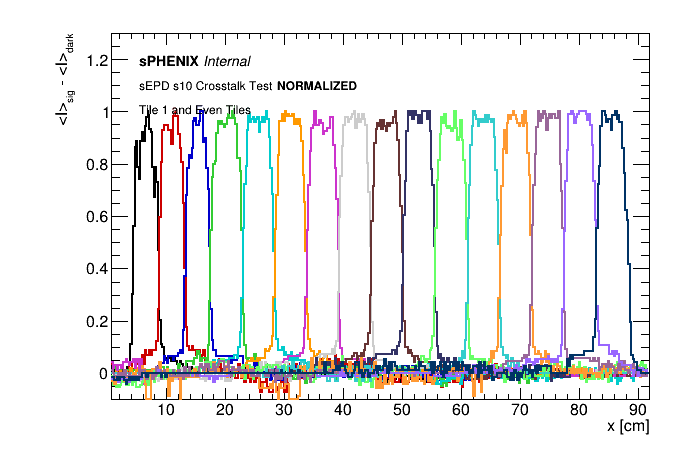 <I>sig - <I>dark
sPHENIX Internal
sEPD s10 Crosstalk Test NORMALIZED
Tile 1 and Even Tiles
1.2
1
0.8
0.6
0.4
0.2
0
10 20 30 40 50 60 70 80 90
x [cm]